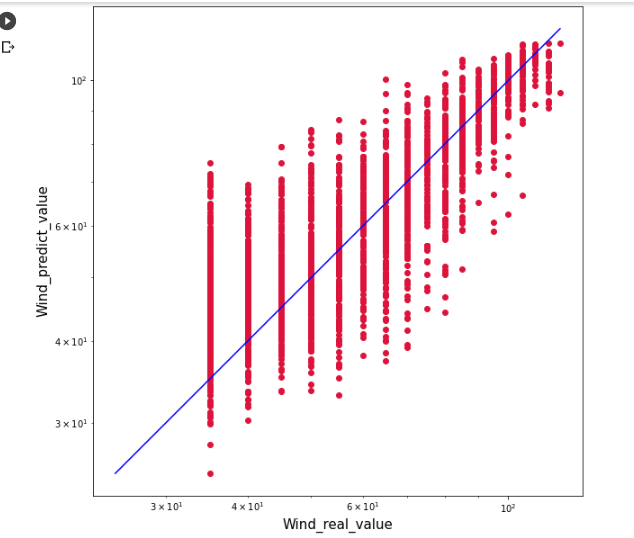 10²
6 × 10¹
4 × 10¹
3 × 10¹
Wind_predict_value
3 × 10¹
4 × 10¹
6 × 10¹
10²
Wind_real_value